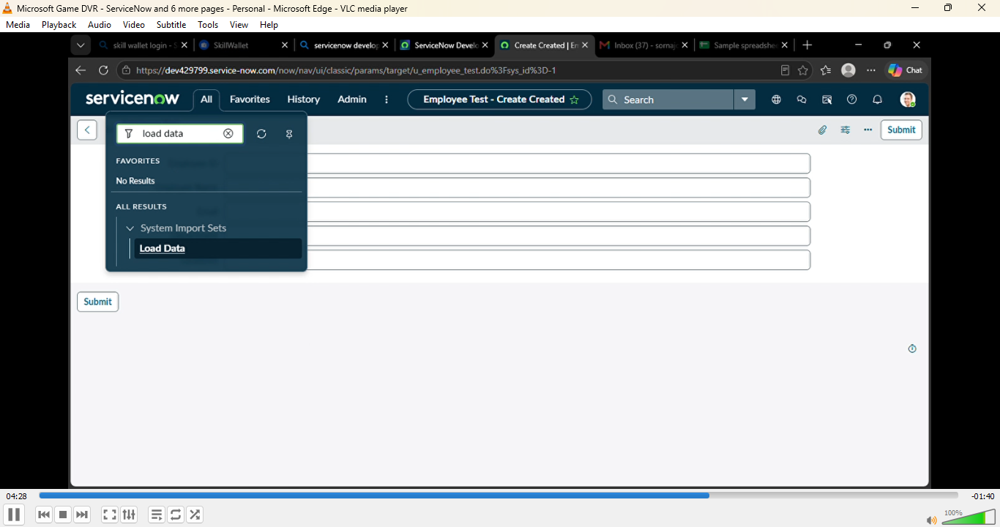 Microsoft Game DVR - ServiceNow and 6 more pages - Personal - Microsoft Edge - VLC media player
Media Playback Audio Video Subtitle Tools View Help
skill wallet login - S SkillWallet servicenow develop ServiceNow Develo Create Created | En Inbox (37) - somaj Sample spreadshe
https://dev429799.service-now.com/now/nav/ui/classic/params/target/u_employee_test.do%3Fsys_id%3D-1 Chat
servicenow All Favorites History Admin Employee Test - Create Created Search
load data Submit
FAVORITES
No Results
ALL RESULTS
System Import Sets
Load Data
Submit
04:28 -01:40
100%